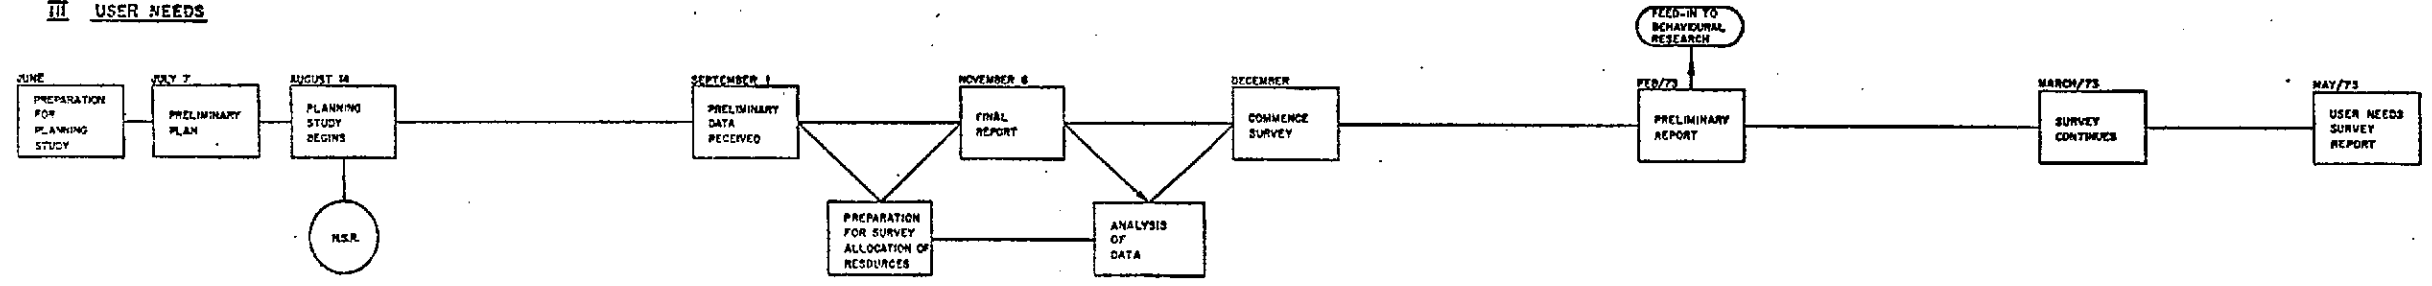 III USER NEEDS
FEED-IN TO
BEHAVIOURAL
RESEARCH
JUNE
PREPARATION
FOR
PLANNING
STUDY
JULY 7
PRELIMINARY
PLAN
AUGUST 14
PLANNING
STUDY
BEGINS
SEPTEMBER 1
PRELIMINARY
DATA
RECEIVED
NOVEMBER 6
FINAL
REPORT
DECEMBER
COMMENCE
SURVEY
FEB/73
PRELIMINARY
REPORT
MARCH/73
SURVEY
CONTINUES
MAY/73
USER NEEDS
SURVEY
REPORT
PREPARATION
FOR SURVEY
ALLOCATION OF
RESOURCES
ANALYSIS
OF
DATA